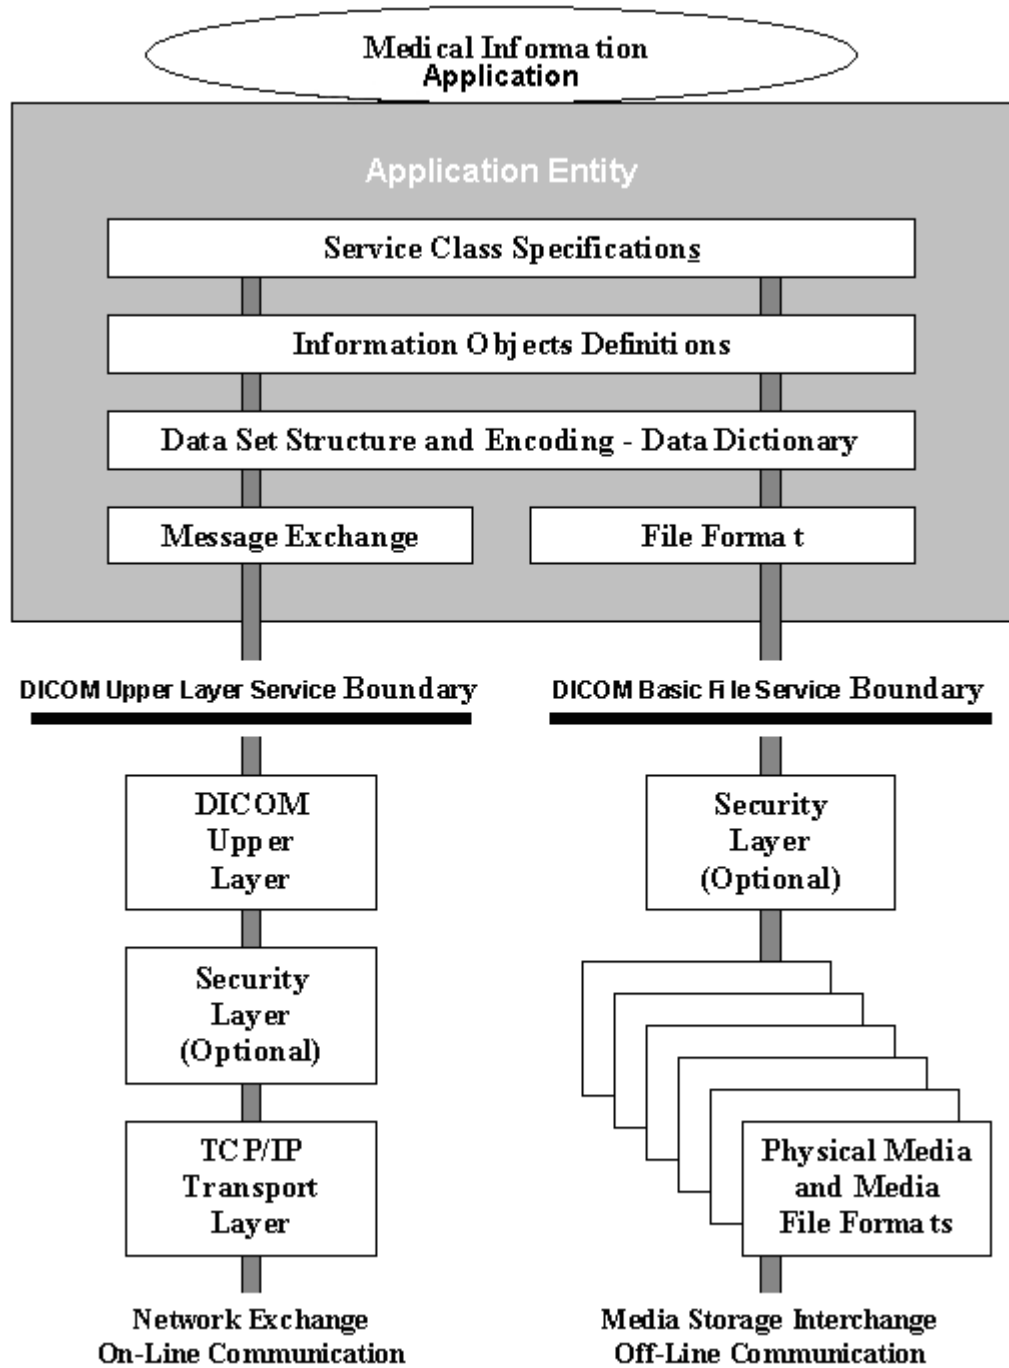 Medical Information
Application
Application Entity
Service Class Specifications
Information Objects Definitions
Data Set Structure and Encoding - Data Dictionary
Message Exchange
File Format
DICOM Upper Layer Service Boundary
DICOM Basic File Service Boundary
DICOM
Upper
Layer
Security
Layer
(Optional)
TCP/IP
Transport
Layer
Network Exchange
On-Line Communication
Security
Layer
(Optional)
Physical Media
and Media
File Formats
Media Storage Interchange
Off-Line Communication